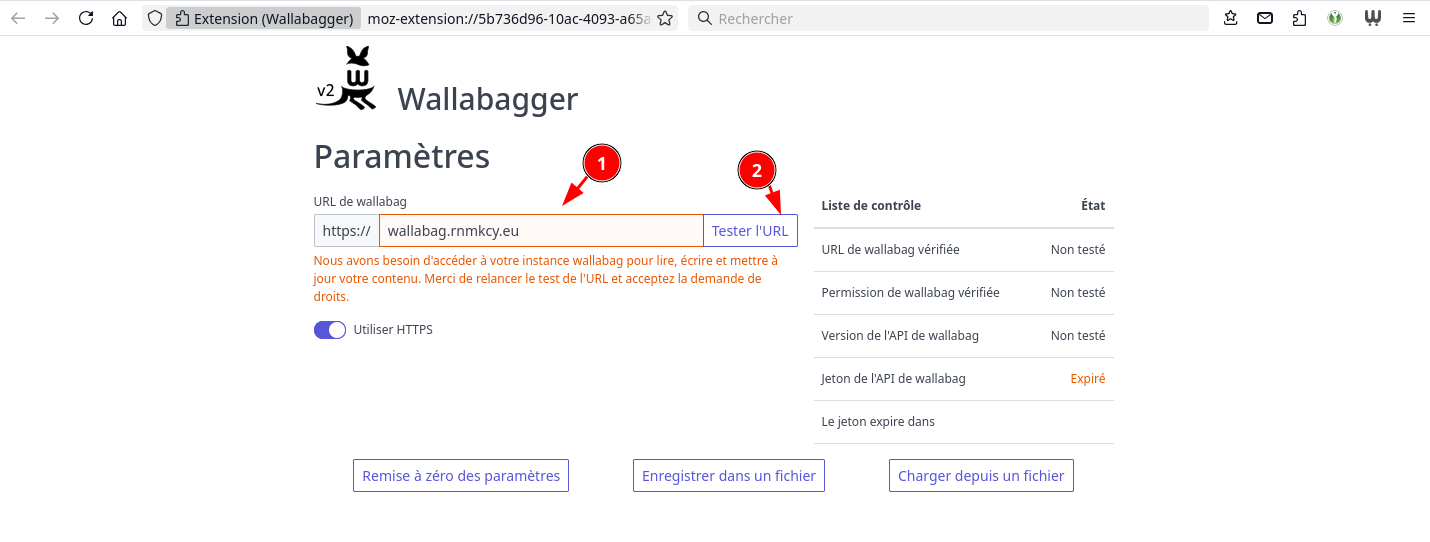 Extension (Wallabagger) moz-extension://5b736d96-10ac-4093-a65a Rechercher
v2 Wallabagger
Paramètres
1
2
URL de wallabag
https:// wallabag.rnmkcy.eu Tester l'URL
Nous avons besoin d'accéder à votre instance wallabag pour lire, écrire et mettre à
jour votre contenu. Merci de relancer le test de l'URL et acceptez la demande de
droits.
Utiliser HTTPS
Liste de contrôle État
URL de wallabag vérifiée Non testé
Permission de wallabag vérifiée Non testé
Version de l'API de wallabag Non testé
Jeton de l'API de wallabag Expiré
Le jeton expire dans
Remise à zéro des paramètres Enregistrer dans un fichier Charger depuis un fichier